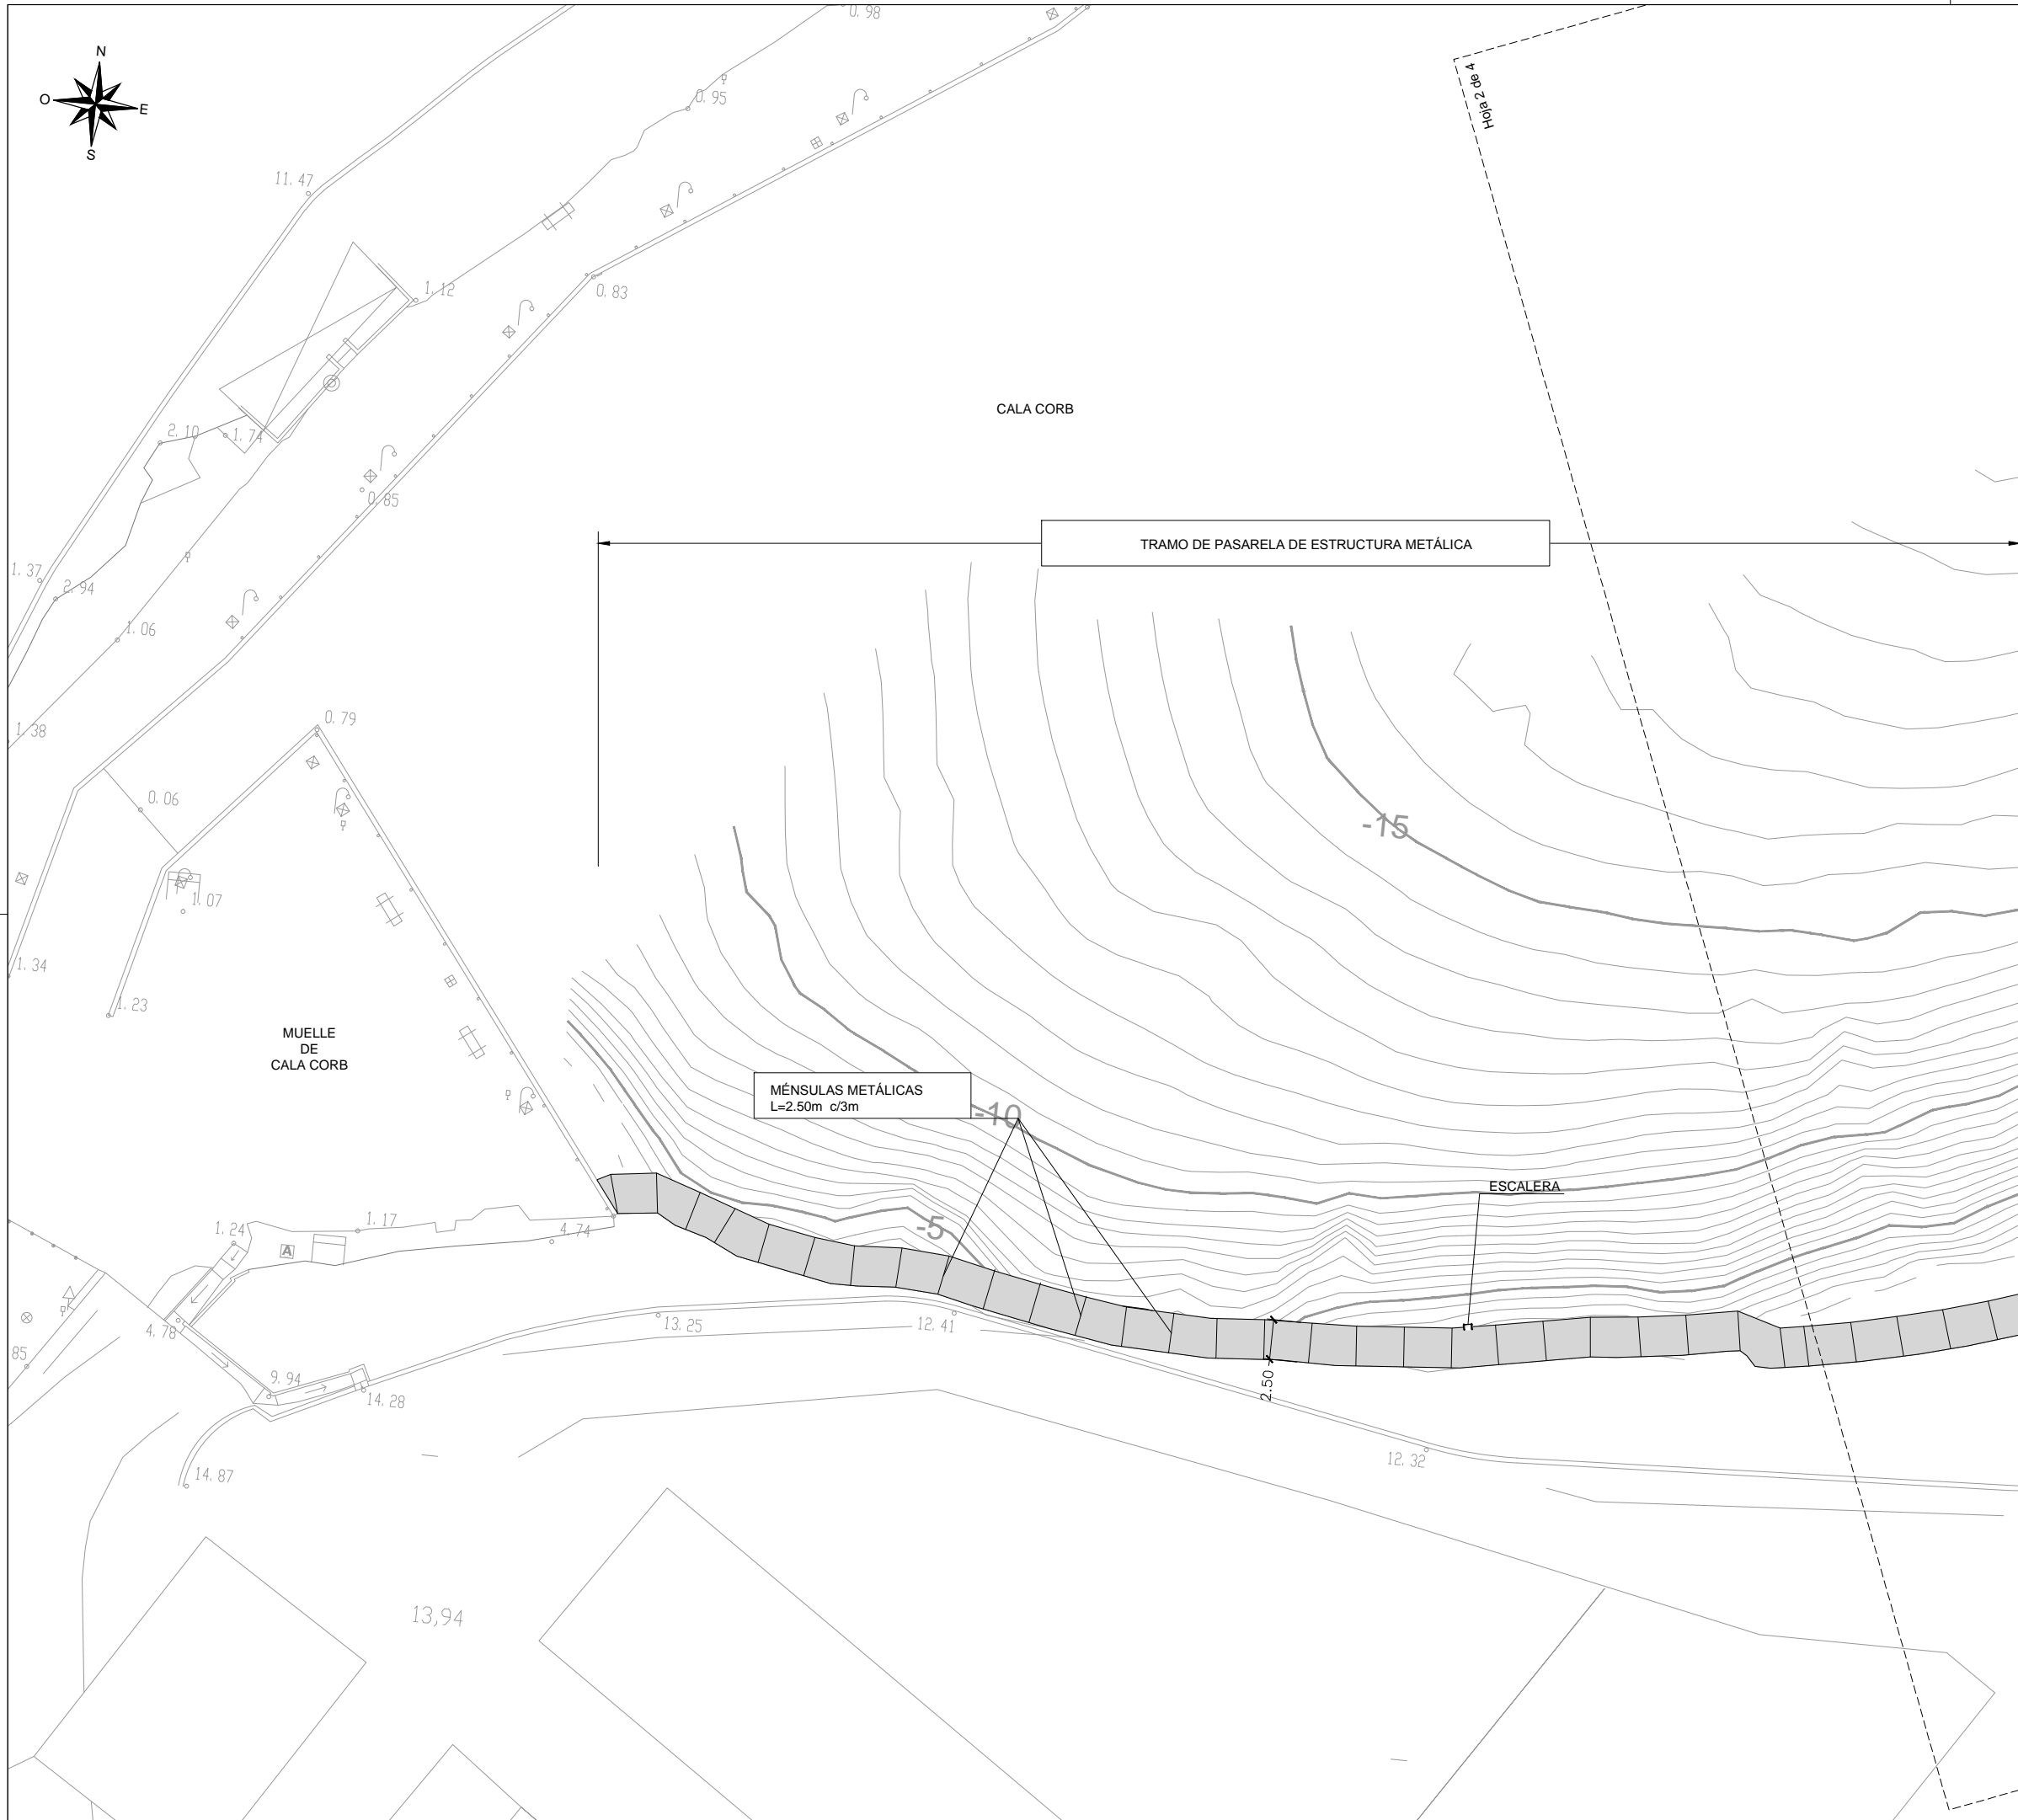 0.98
N
Hoja 2 de 4
O
E
0.95
S
11.47
1.12
0.83
CALA CORB
2.10
1.74
0.85
TRAMO DE PASARELA DE ESTRUCTURA METÁLICA
1.37
2.94
1.06
0.79
1.38
0.06
-15
1.07
1.34
1.23
MUELLE
DE
CALA CORB
MÉNSULAS METÁLICAS
L=2.50m c/3m
-10
ESCALERA
1.24
1.17
4.74
-5
A
13.25
12.41
4.78
85
2.50
9.94
14.28
12.32
14.87
13,94